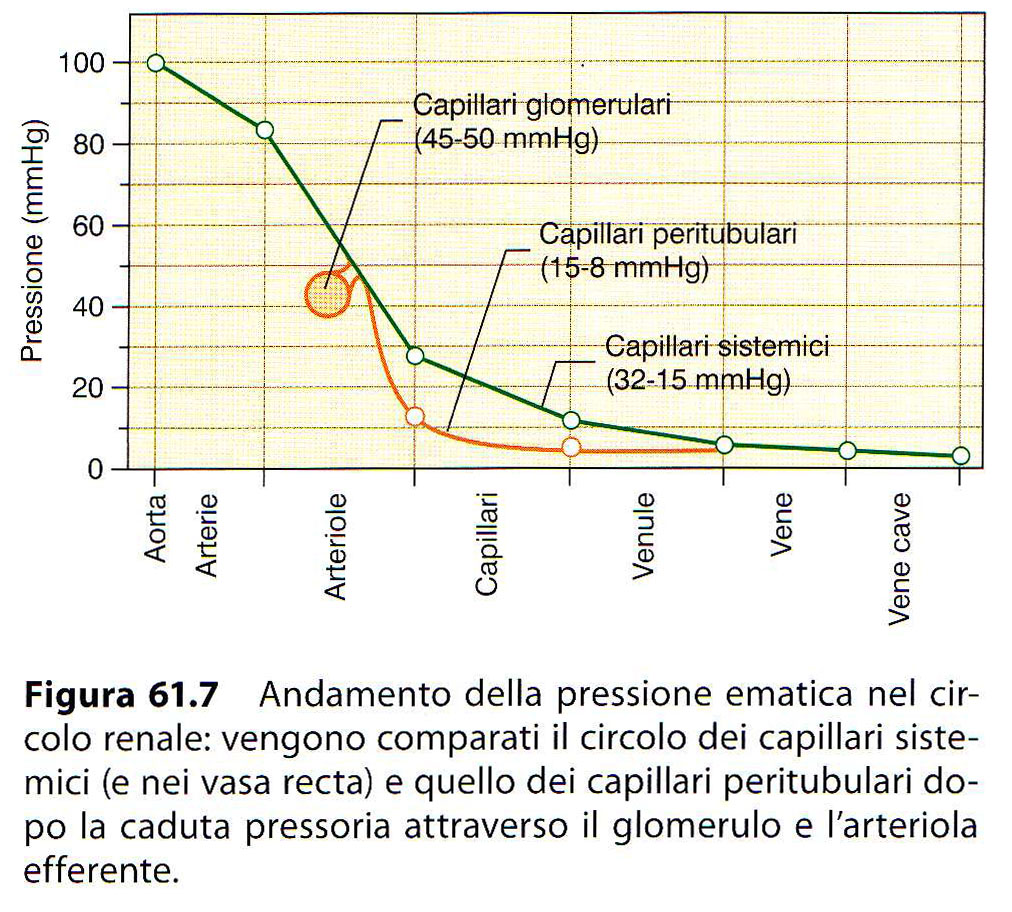 100
80
60
40
20
0
Pressione (mmHg)
Capillari glomerulari
(45-50 mmHg)
Capillari peritubulari
(15-8 mmHg)
Capillari sistemici
(32-15 mmHg)
Aorta
Arterie
Arteriole
Capillari
Venule
Vene
Vene cave
Figura 61.7 Andamento della pressione ematica nel cir-
colo renale: vengono comparati il circolo dei capillari siste-
mici (e nei vasa recta) e quello dei capillari peritubulari do-
po la caduta pressoria attraverso il glomerulo e l'arteriola
efferente.